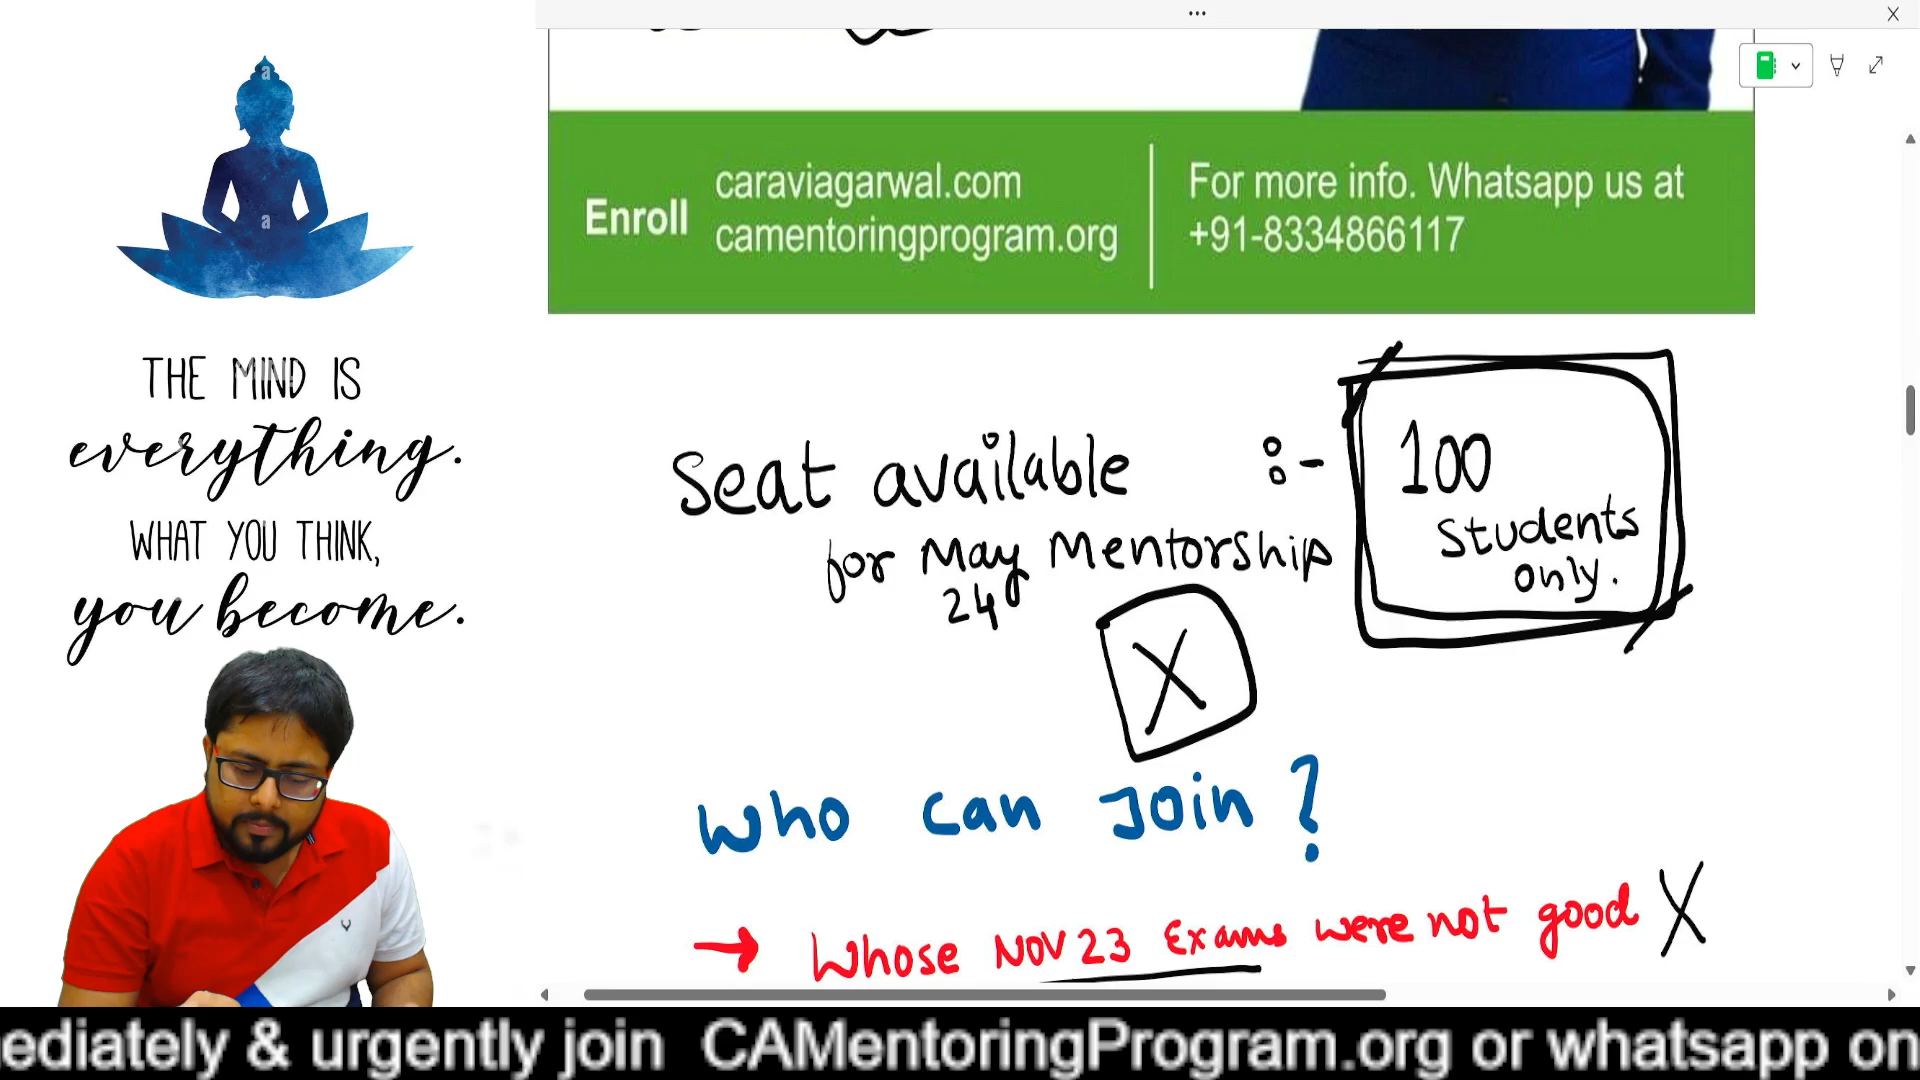 THE MIND IS
everything.
WHAT YOU THINK,
you become.
Enroll
caraviagarwal.com
camentoringprogram.org
For more info. Whatsapp us at
+91-8334866117
Seat available :- 100
Students
only.
for May Mentorship
24
X
Who can Join ?
→ Whose NOV 23 Exams were not good X
ediately & urgently join CAMentoringProgram.org or whatsapp on